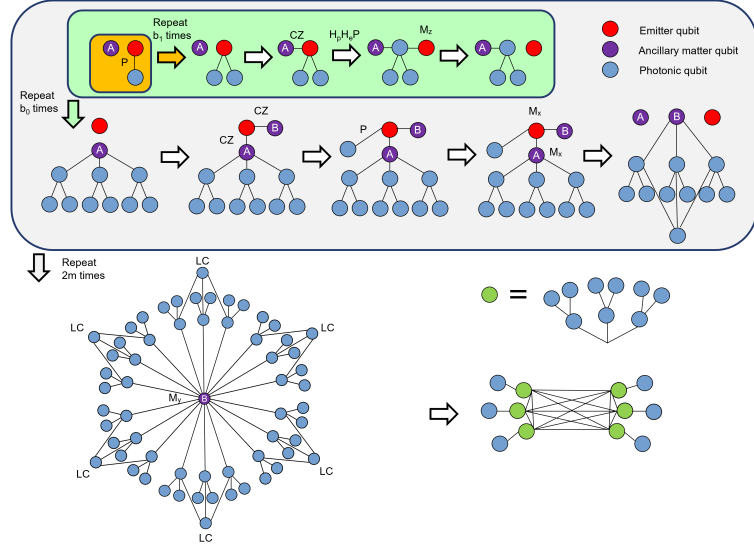 Repeat
b₁ times
A
P
A
CZ
A
HₚHₑP
A
M_z
A
Emitter qubit
Ancillary matter qubit
Photonic qubit
Repeat
b₀ times
A
CZ
B
CZ
A
P
B
A
Mₓ
B
A
Mₓ
A
B
Repeat
2m times
LC
LC
LC
M_y
B
LC
LC
LC
=